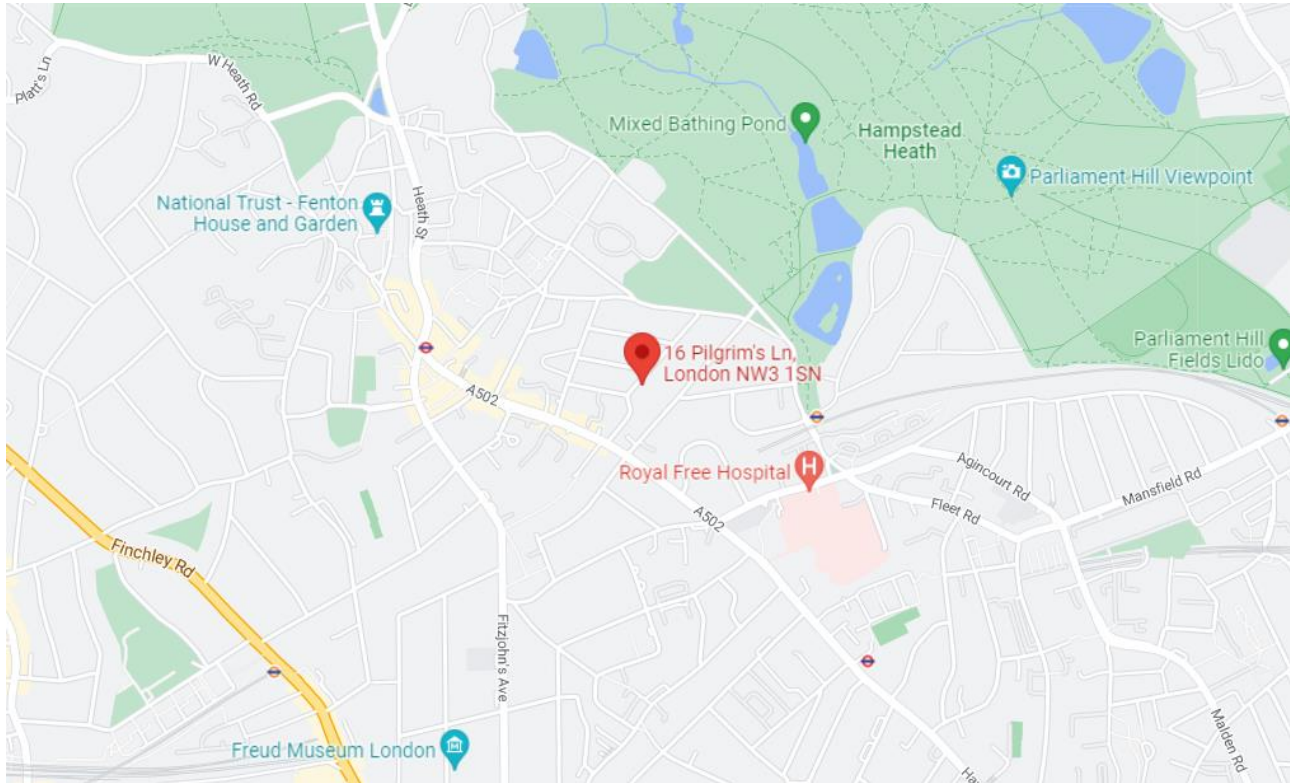 Platt's Ln
W Heath Rd
Mixed Bathing Pond
Hampstead
Heath
Parliament Hill Viewpoint
National Trust - Fenton
House and Garden
Heath St
Parliament Hill
Fields Lido
16 Pilgrim's Ln,
London NW3 1SN
A502
Royal Free Hospital
H
Agincourt Rd
Mansfield Rd
Fleet Rd
A502
Finchley Rd
Fitzjohn's Ave
Malden Rd
Freud Museum London